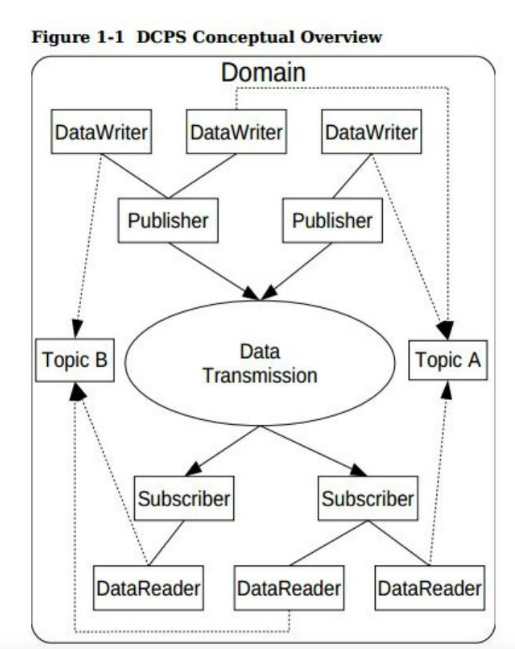 Figure 1-1 DCPS Conceptual Overview
Domain
DataWriter
DataWriter
DataWriter
Publisher
Publisher
Topic B
Data
Transmission
Topic A
Subscriber
Subscriber
DataReader
DataReader
DataReader